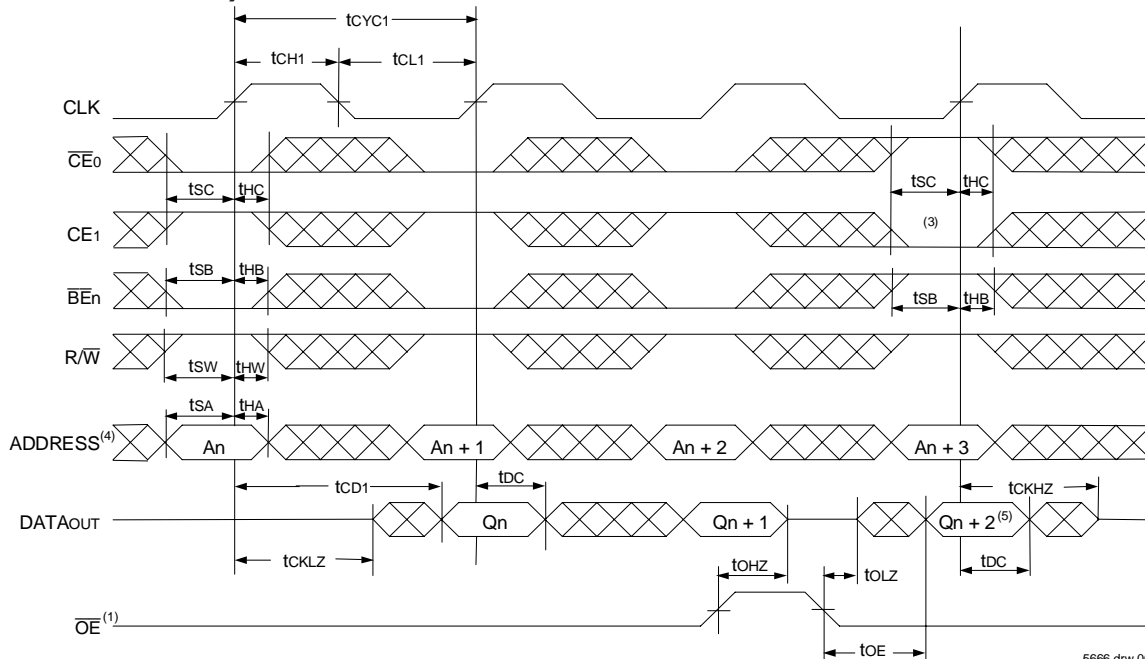 tCYC1
tCH1 tCL1
CLK
CE0
tSC tHC tSC tHC
CE1 (3)
tSB tHB
BEn
tSB tHB
R/W
tSW tHW
tSA tHA
ADDRESS(4) An An + 1 An + 2 An + 3
tCD1 tDC tCKHZ
DATAOUT Qn Qn + 1 Qn + 2(5)
tCKLZ tOHZ tOLZ tDC
OE(1)
tOE
5666 drw